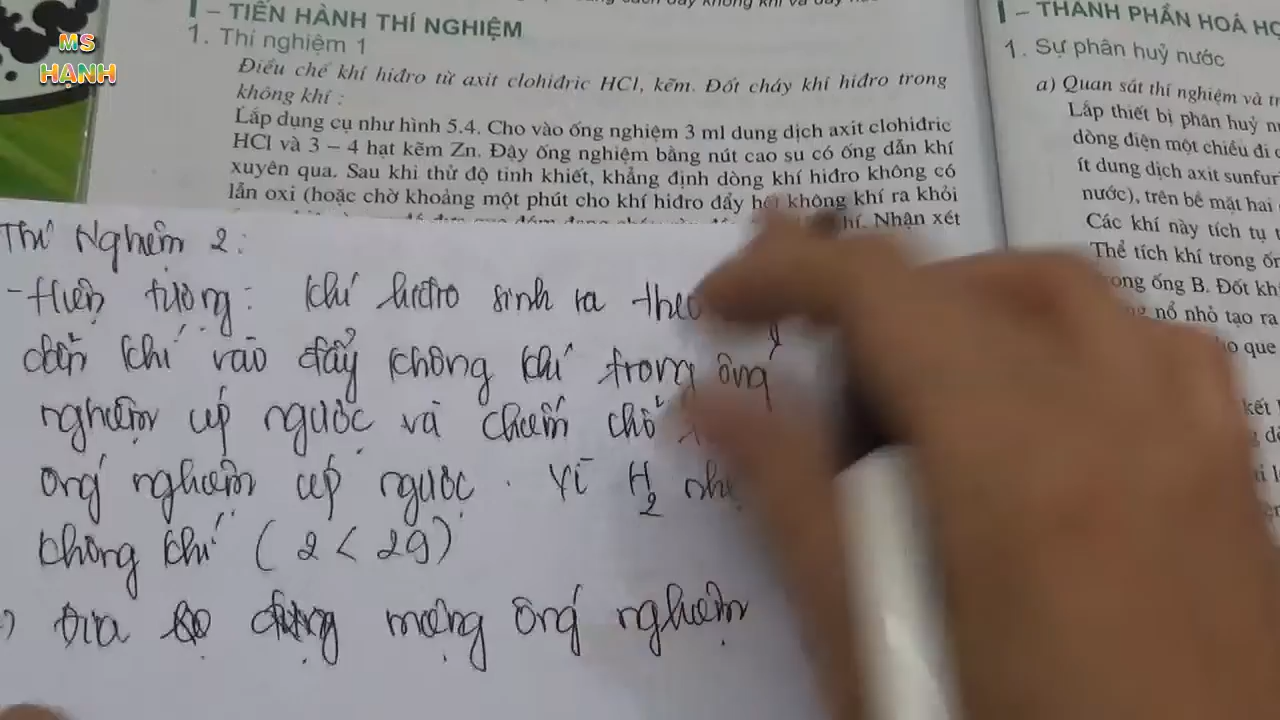 MS
HẠNH
I – TIẾN HÀNH THÍ NGHIỆM
1. Thí nghiệm 1
Điều chế khí hiđro từ axit clohiđric HCl, kẽm. Đốt cháy khí hiđro trong
không khí :
Lắp dụng cụ như hình 5.4. Cho vào ống nghiệm 3 ml dung dịch axit clohiđric
HCl và 3 – 4 hạt kẽm Zn. Đậy ống nghiệm bằng nút cao su có ống dẫn khí
xuyên qua. Sau khi thử độ tinh khiết, khẳng định dòng khí hiđro không có
lẫn oxi (hoặc chờ khoảng một phút cho khí hiđro đẩy hết không khí ra khỏi
hí. Nhận xét
Thí Nghiệm 2:
- Hiện tượng: khí hiđro sinh ra theo
dẫn khí vào đẩy không khí trong ống
nghiệm úp ngược và chiếm chỗ
ống nghiệm úp ngược. Vì H2
không khí (2 < 29)
Đưa miệng ống nghiệm
I – THÀNH PHẦN HOÁ
1. Sự phân huỷ nước
a) Quan sát thí nghiệm và
Lắp thiết bị phân huỷ
dòng điện một chiều đi
ít dung dịch axit
nước), trên bề mặt hai
Các khí này tích tụ
Thể tích khí trong
ong ống B. Đốt
nổ nhỏ tạo ra
que
kết